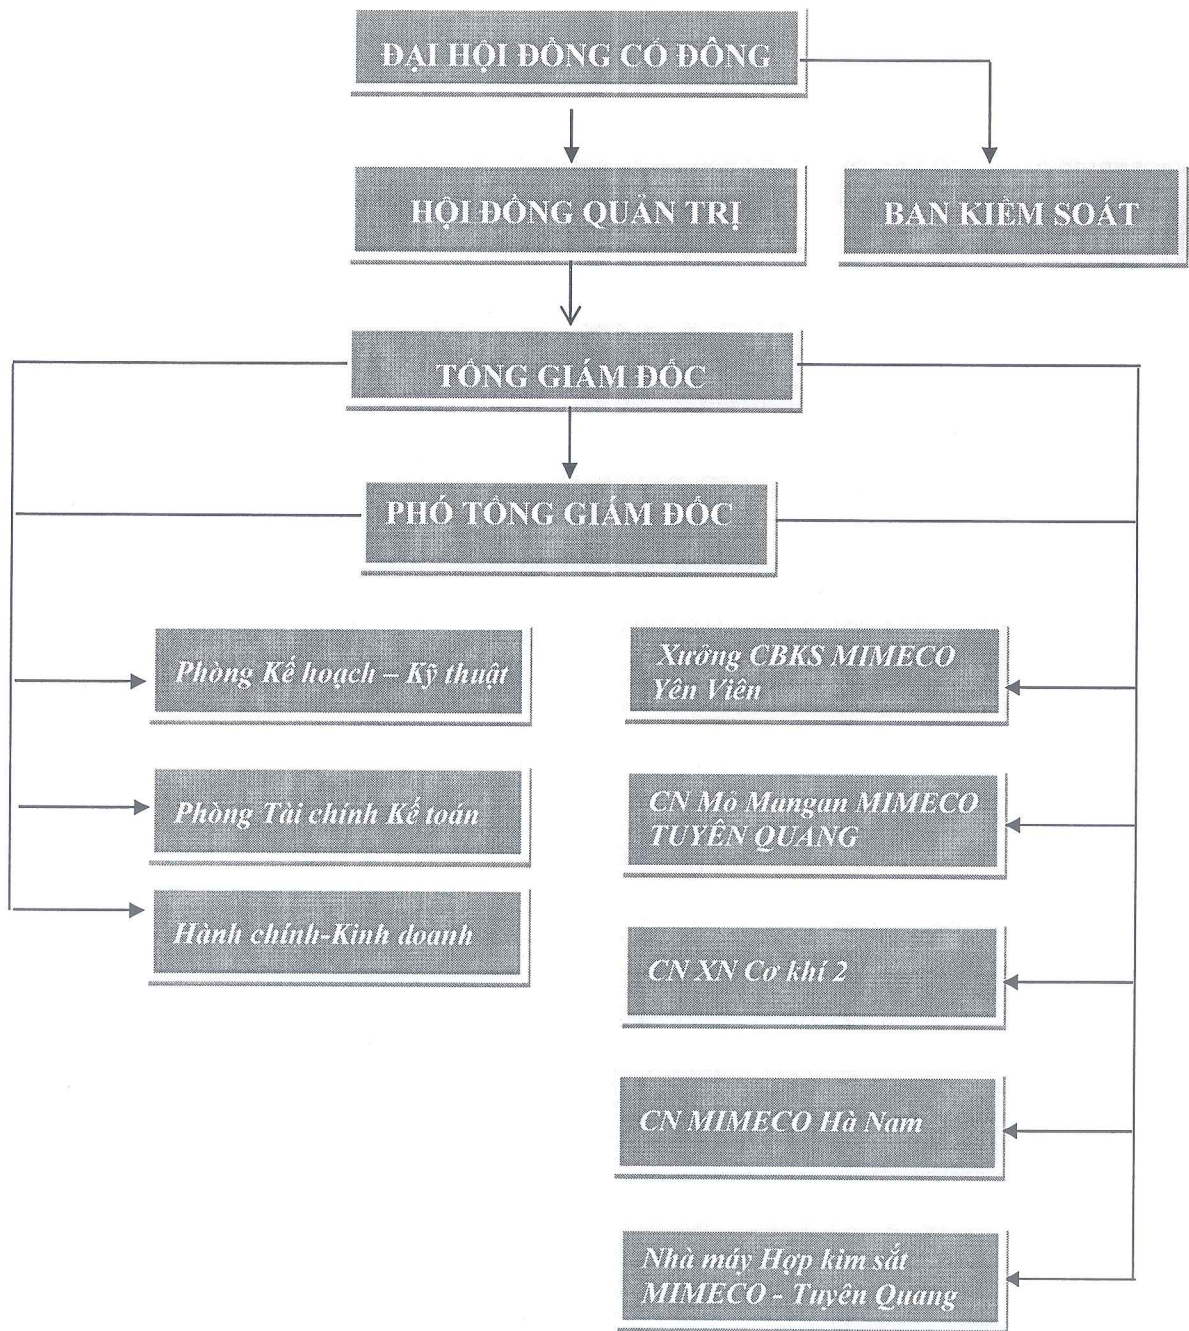 ĐẠI HỘI ĐỒNG CỔ ĐÔNG
HỘI ĐỒNG QUẢN TRỊ
BAN KIỂM SOÁT
TỔNG GIÁM ĐỐC
PHÓ TỔNG GIÁM ĐỐC
Phòng Kế hoạch – Kỹ thuật
Phòng Tài chính Kế toán
Hành chính-Kinh doanh
Xưởng CBKS MIMECO
Yên Viên
CN Mỏ Mangan MIMECO
TUYÊN QUANG
CN XN Cơ khí 2
CN MIMECO Hà Nam
Nhà máy Hợp kim sắt
MIMECO - Tuyên Quang